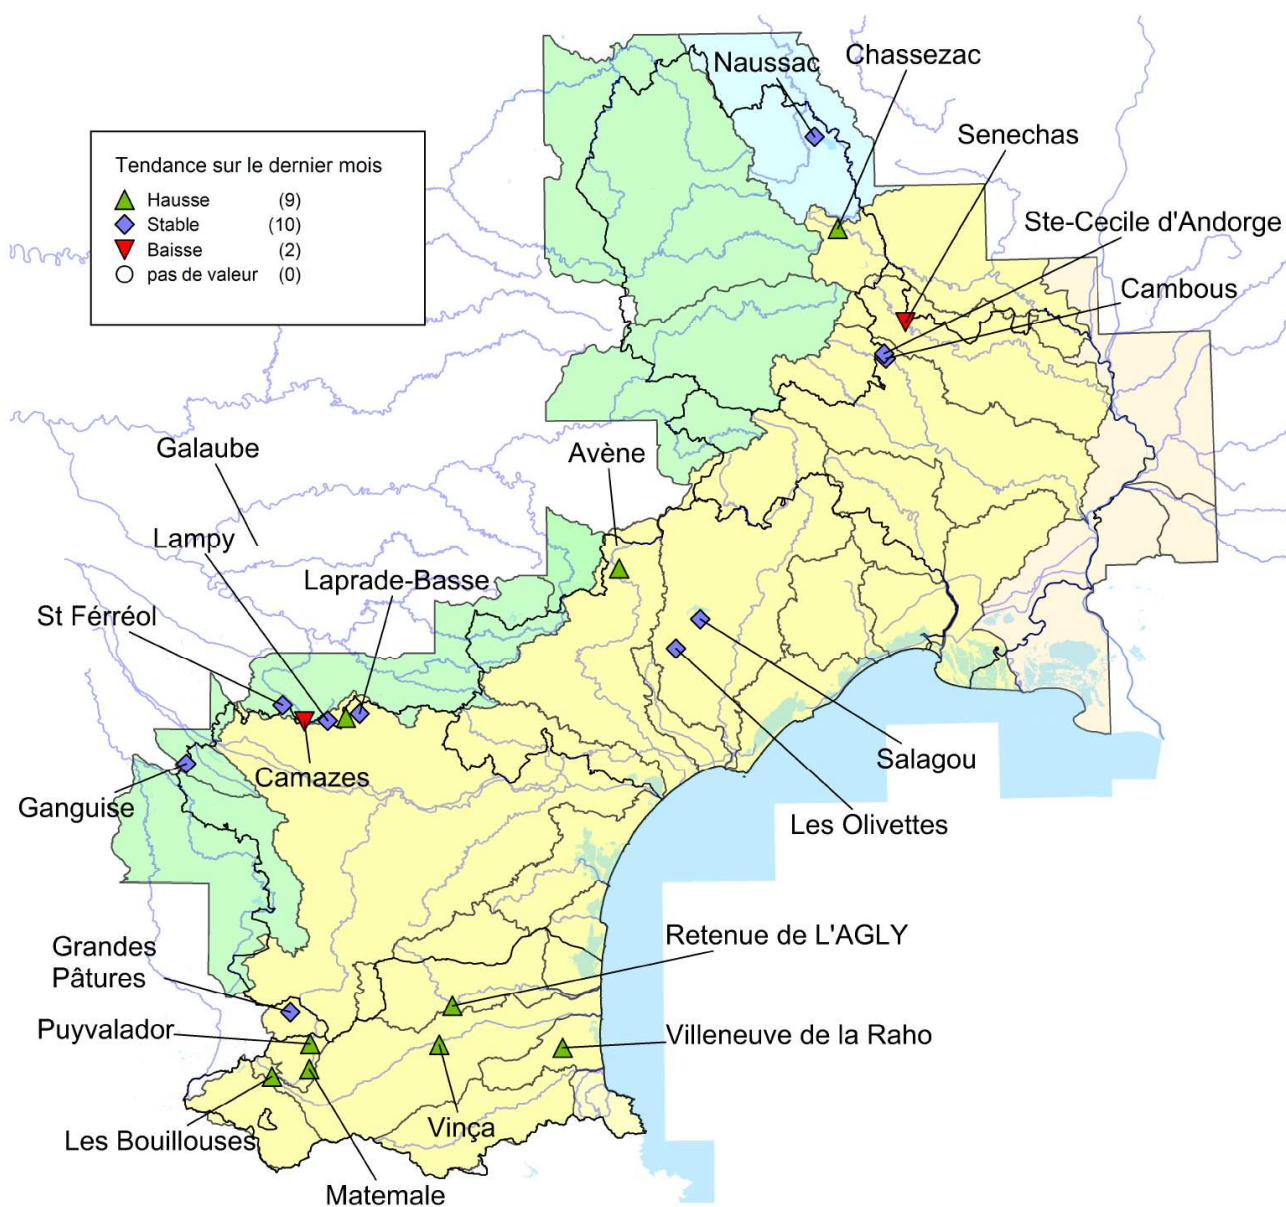 Naussac
Chassezac
Senechas
Tendance sur le dernier mois
Hausse (9)
Stable (10)
Baisse (2)
pas de valeur (0)
Ste-Cecile d'Andorge
Cambous
Galaube
Avène
Lampy
Laprade-Basse
St Férréol
Camazes
Salagou
Ganguise
Les Olivettes
Retenue de L'AGLY
Grandes
Pâtures
Puyvalador
Villeneuve de la Raho
Les Bouillouses
Vinça
Matemale